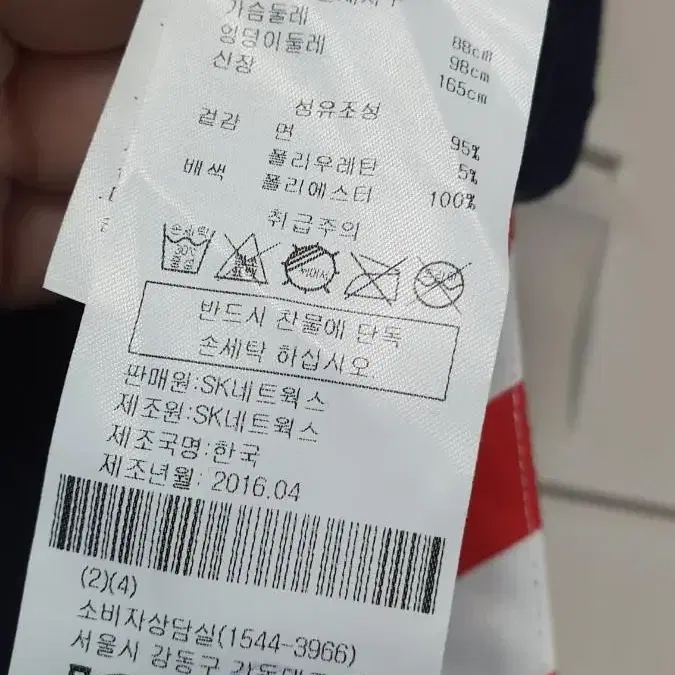 가슴둘레 88cm
엉덩이둘레 98cm
신장 165cm
섬유조성
겉감 면 95%
폴리우레탄 5%
배색 폴리에스터 100%
취급주의
손세탁 30℃ 중성
반드시 찬물에 단독
손세탁 하십시오
판매원:SK네트웍스
제조원:SK네트웍스
제조국명:한국
제조년월: 2016.04
(2)(4)
소비자상담실(1544-3966)
서울시 강동구